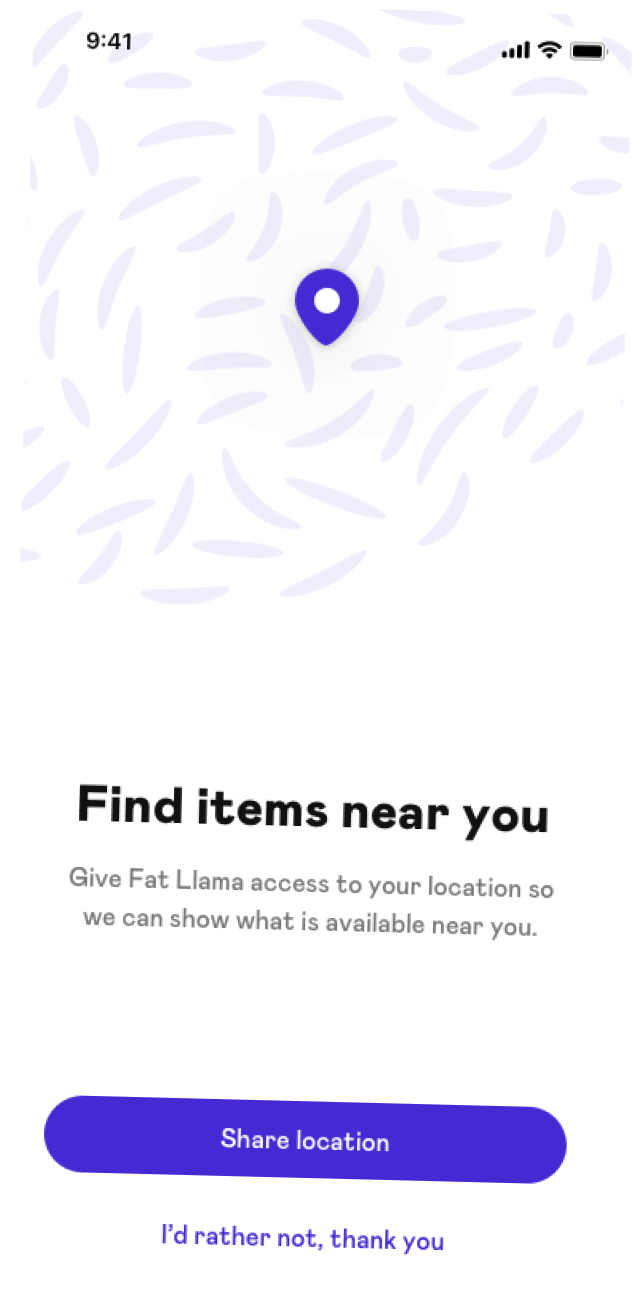 9:41
Find items near you
Give Fat Llama access to your location so
we can show what is available near you.
Share location
I'd rather not, thank you